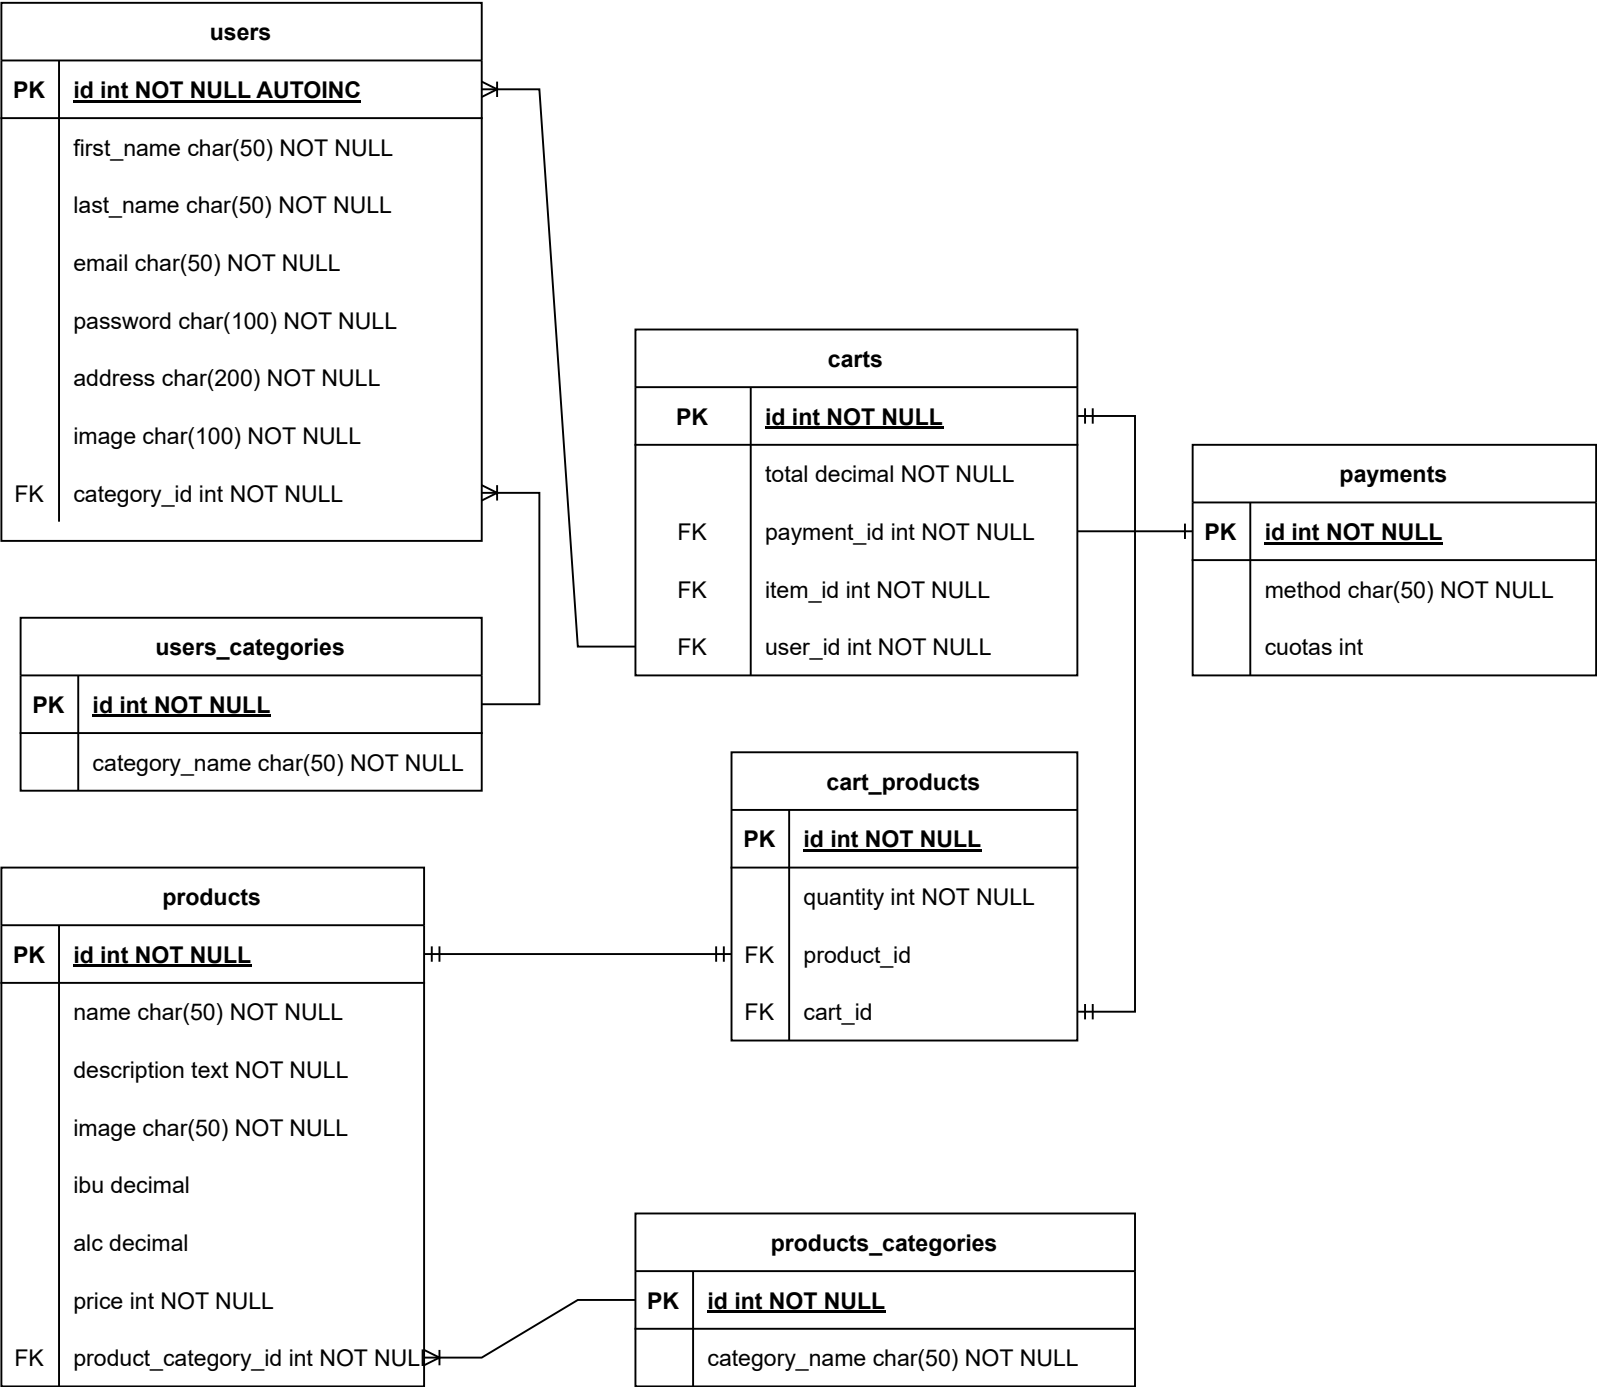 users
PK id int NOT NULL AUTOINC
first_name char(50) NOT NULL
last_name char(50) NOT NULL
email char(50) NOT NULL
password char(100) NOT NULL
address char(200) NOT NULL
image char(100) NOT NULL
FK category_id int NOT NULL
users_categories
PK id int NOT NULL
category_name char(50) NOT NULL
carts
PK id int NOT NULL
total decimal NOT NULL
FK payment_id int NOT NULL
FK item_id int NOT NULL
FK user_id int NOT NULL
payments
PK id int NOT NULL
method char(50) NOT NULL
cuotas int
cart_products
PK id int NOT NULL
quantity int NOT NULL
FK product_id
FK cart_id
products
PK id int NOT NULL
name char(50) NOT NULL
description text NOT NULL
image char(50) NOT NULL
ibu decimal
alc decimal
price int NOT NULL
FK product_category_id int NOT NULL
products_categories
PK id int NOT NULL
category_name char(50) NOT NULL